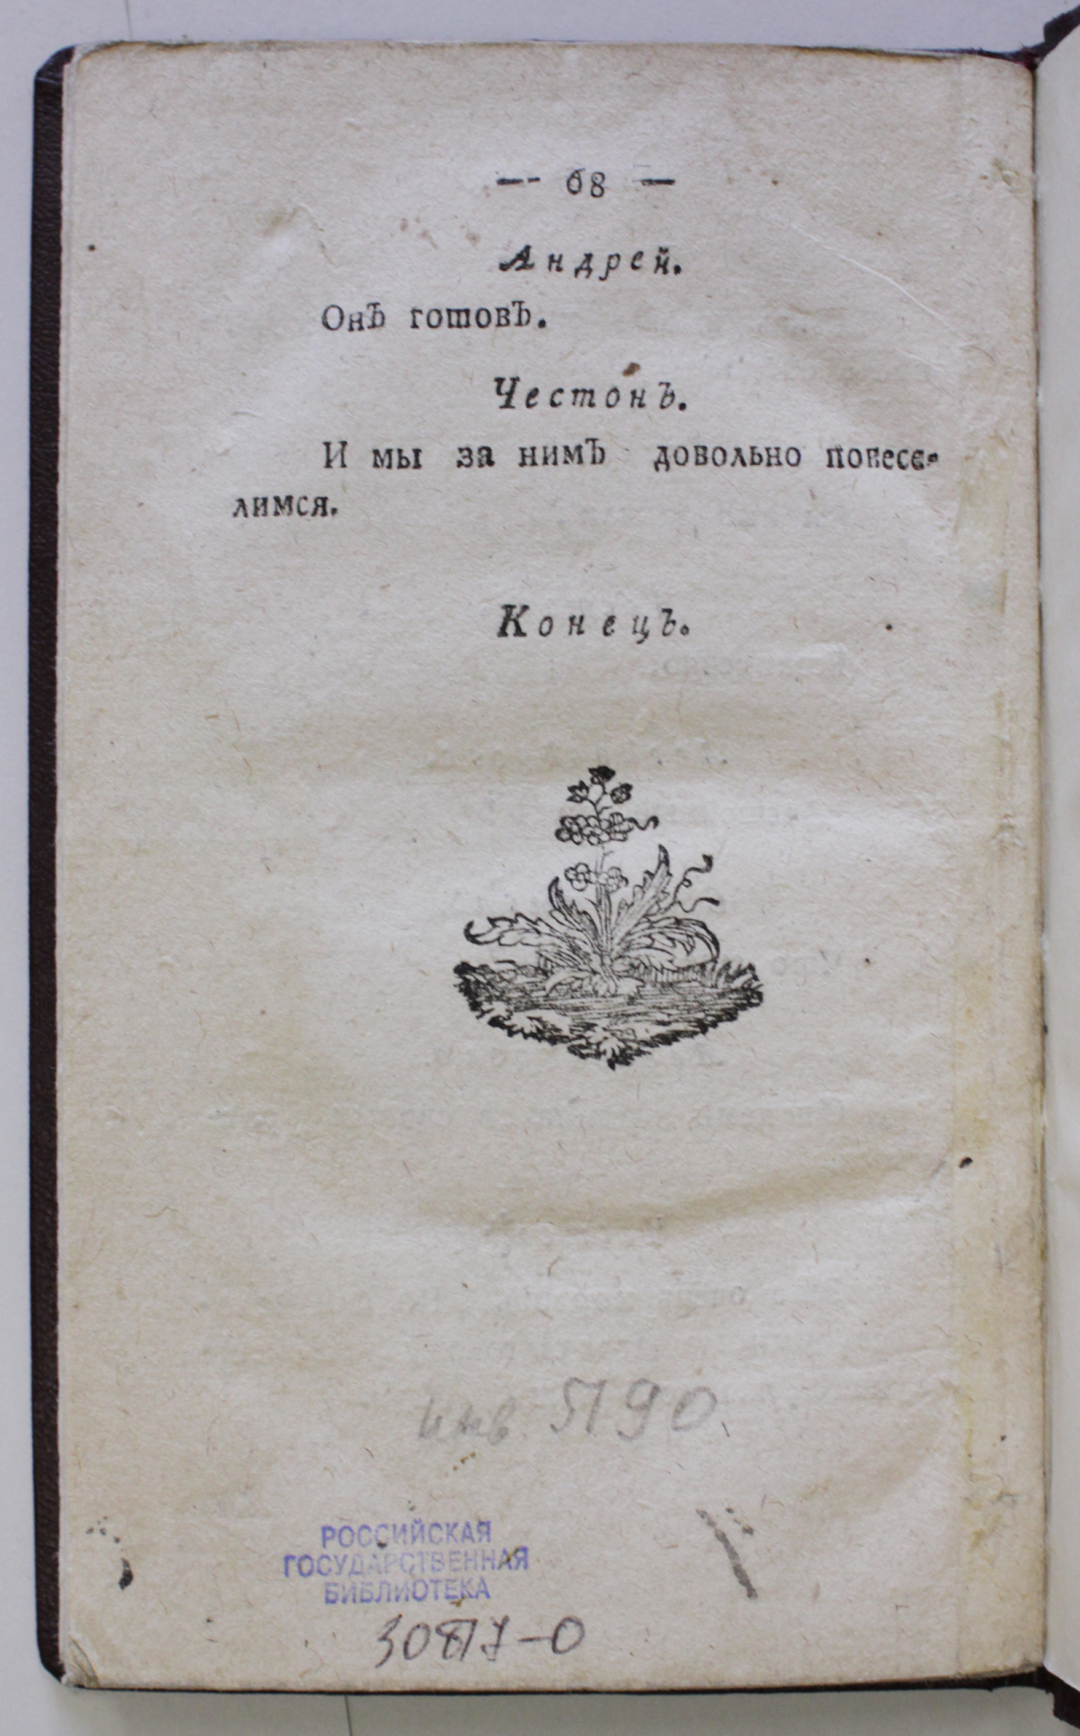 — 68 —
Андрей.
Онъ готовъ.
Честонъ.
И мы за нимъ довольно повесе-
лимся.
Конецъ.
инв. 5190.
РОССИЙСКАЯ
ГОСУДАРСТВЕННАЯ
БИБЛИОТЕКА
30817-0